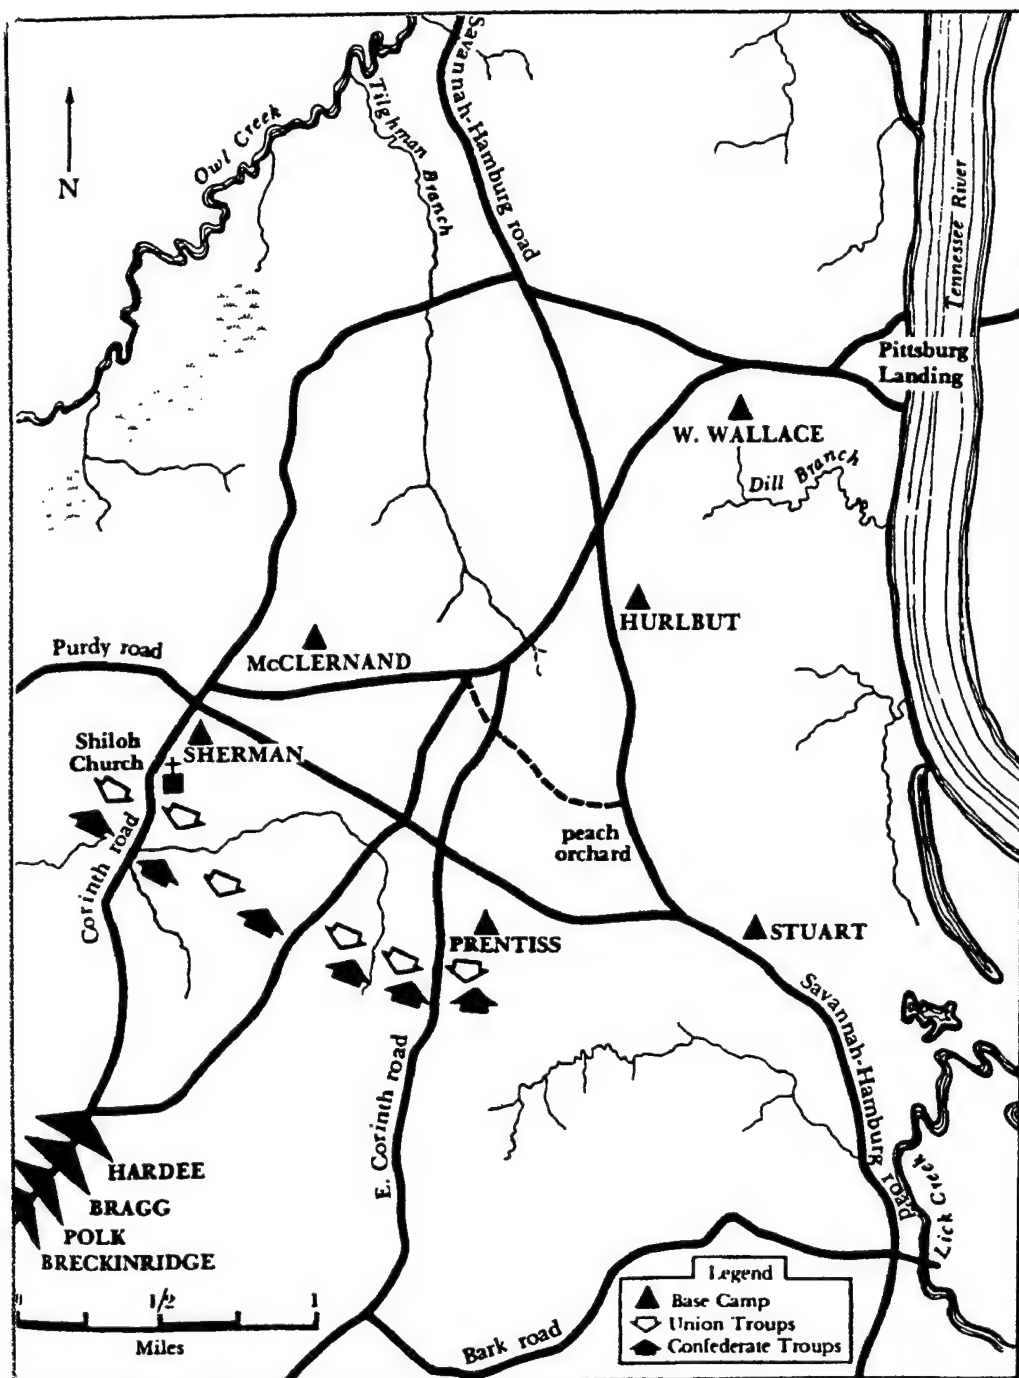 Savannah-Hamburg road
Tilghman Branch
Owl Creek
N
Tennessee River
Pittsburg
Landing
W. WALLACE
Dill Branch
HURLBUT
Purdy road
McCLERNAND
Shiloh
Church
SHERMAN
peach
orchard
Corinth road
PRENTISS
STUART
Savannah-Hamburg road
E. Corinth road
HARDEE
BRAGG
POLK
BRECKINRIDGE
Lick Creek
0 1/2 1
Miles
Bark road
Legend
Base Camp
Union Troups
Confederate Troups